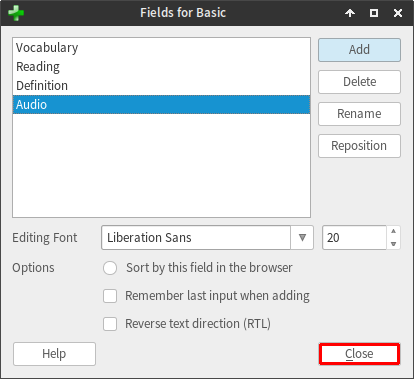 Fields for Basic
Vocabulary
Reading
Definition
Audio
Add
Delete
Rename
Reposition
Editing Font
Liberation Sans
20
Options
Sort by this field in the browser
Remember last input when adding
Reverse text direction (RTL)
Help
Close